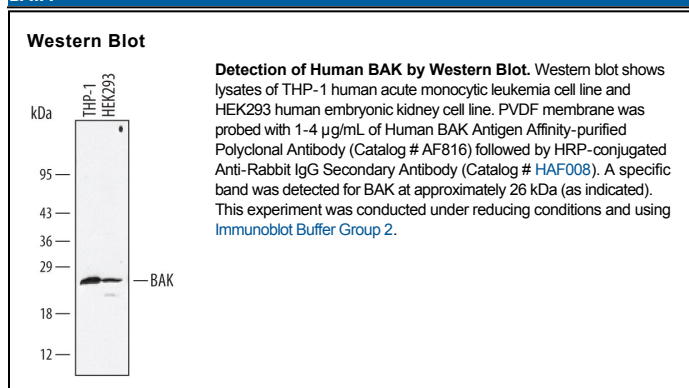 Western Blot
THP-1
HEK293
kDa
95
43
36
29
18
12
BAK
Detection of Human BAK by Western Blot. Western blot shows
lysates of THP-1 human acute monocytic leukemia cell line and
HEK293 human embryonic kidney cell line. PVDF membrane was
probed with 1-4 µg/mL of Human BAK Antigen Affinity-purified
Polyclonal Antibody (Catalog # AF816) followed by HRP-conjugated
Anti-Rabbit IgG Secondary Antibody (Catalog # HAF008). A specific
band was detected for BAK at approximately 26 kDa (as indicated).
This experiment was conducted under reducing conditions and using
Immunoblot Buffer Group 2.